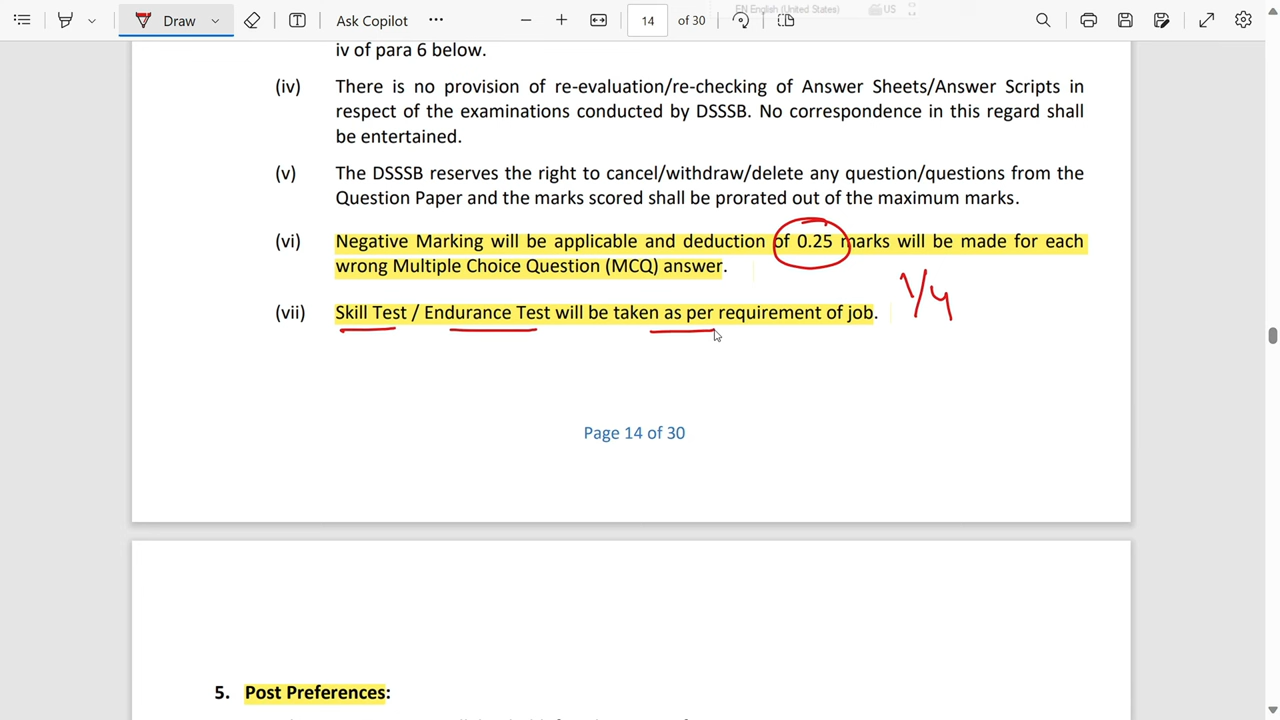 Draw
Ask Copilot
14 of 30
EN English (United States) US
iv of para 6 below.
(iv) There is no provision of re-evaluation/re-checking of Answer Sheets/Answer Scripts in
respect of the examinations conducted by DSSSB. No correspondence in this regard shall
be entertained.
(v) The DSSSB reserves the right to cancel/withdraw/delete any question/questions from the
Question Paper and the marks scored shall be prorated out of the maximum marks.
(vi) Negative Marking will be applicable and deduction of 0.25 marks will be made for each
wrong Multiple Choice Question (MCQ) answer.
1/4
(vii) Skill Test / Endurance Test will be taken as per requirement of job.
Page 14 of 30
5. Post Preferences: